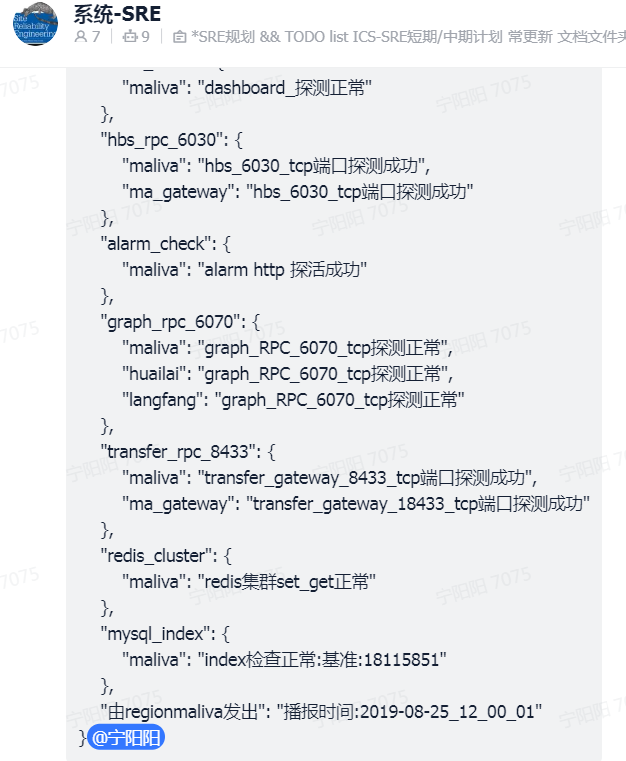 Site
Reliability
Engineering
系统-SRE
7 9 *SRE规划 && TODO list ICS-SRE短期/中期计划 常更新 文档文件夹
"maliva": "dashboard_探测正常"
},
"hbs_rpc_6030": {
"maliva": "hbs_6030_tcp端口探测成功",
"ma_gateway": "hbs_6030_tcp端口探测成功"
},
"alarm_check": {
"maliva": "alarm http 探活成功"
},
"graph_rpc_6070": {
"maliva": "graph_RPC_6070_tcp探测正常",
"huailai": "graph_RPC_6070_tcp探测正常",
"langfang": "graph_RPC_6070_tcp探测正常"
},
"transfer_rpc_8433": {
"maliva": "transfer_gateway_8433_tcp端口探测成功",
"ma_gateway": "transfer_gateway_18433_tcp端口探测成功"
},
"redis_cluster": {
"maliva": "redis集群set_get正常"
},
"mysql_index": {
"maliva": "index检查正常:基准:18115851"
},
"由regionmaliva发出": "播报时间:2019-08-25_12_00_01"
}@宁阳阳
宁阳阳 7075